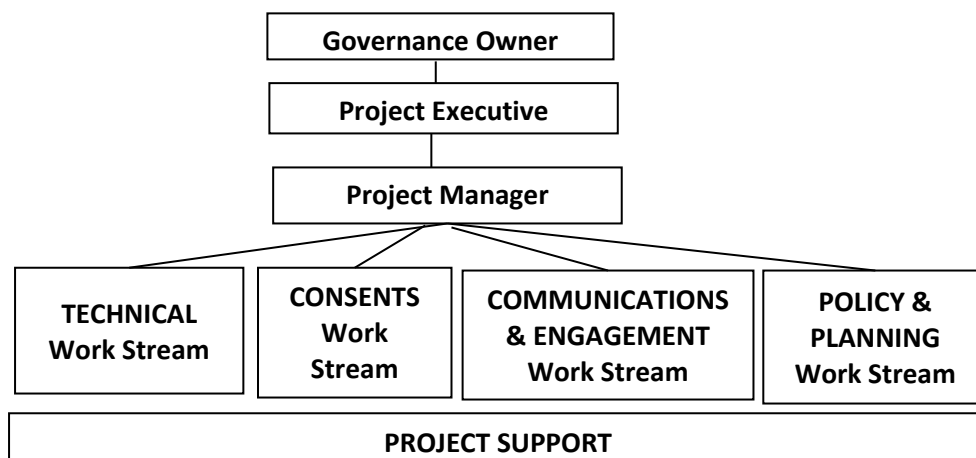 Governance Owner
Project Executive
Project Manager
TECHNICAL
Work Stream
CONSENTS
Work
Stream
COMMUNICATIONS
& ENGAGEMENT
Work Stream
POLICY &
PLANNING
Work Stream
PROJECT SUPPORT